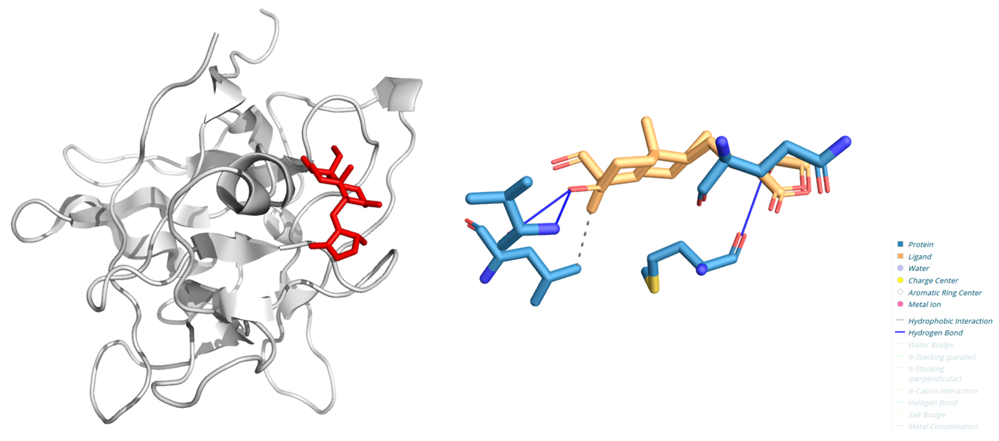 Protein
Ligand
Water
Charge Center
Aromatic Ring Center
Metal Ion
Hydrophobic Interaction
Hydrogen Bond
Water Bridge
π-Stacking (parallel)
π-Stacking
(perpendicular)
π-Cation Interaction
Halogen Bond
Salt Bridge
Metal Complexation